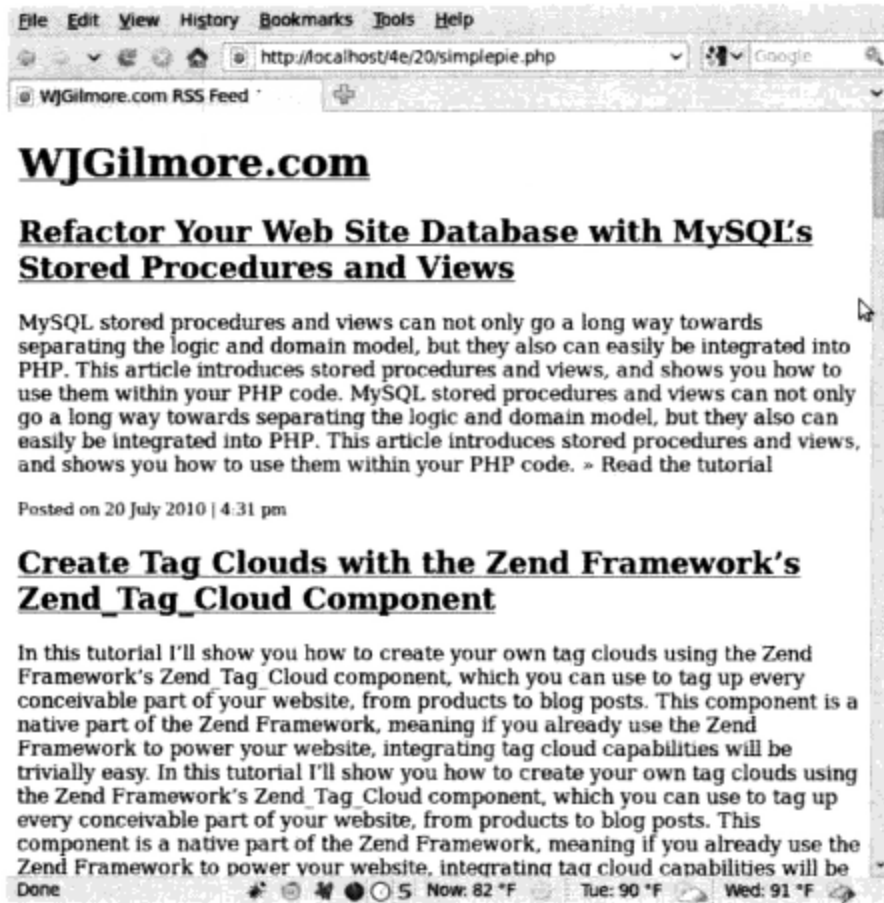 File Edit View History Bookmarks Tools Help
http://localhost/4e/20/simplepie.php
Google
WJGilmore.com RSS Feed
WJGilmore.com
Refactor Your Web Site Database with MySQL's
Stored Procedures and Views
MySQL stored procedures and views can not only go a long way towards
separating the logic and domain model, but they also can easily be integrated into
PHP. This article introduces stored procedures and views, and shows you how to
use them within your PHP code. MySQL stored procedures and views can not only
go a long way towards separating the logic and domain model, but they also can
easily be integrated into PHP. This article introduces stored procedures and views,
and shows you how to use them within your PHP code. » Read the tutorial
Posted on 20 July 2010 | 4:31 pm
Create Tag Clouds with the Zend Framework's
Zend_Tag_Cloud Component
In this tutorial I'll show you how to create your own tag clouds using the Zend
Framework's Zend_Tag_Cloud component, which you can use to tag up every
conceivable part of your website, from products to blog posts. This component is a
native part of the Zend Framework, meaning if you already use the Zend
Framework to power your website, integrating tag cloud capabilities will be
trivially easy. In this tutorial I'll show you how to create your own tag clouds using
the Zend Framework's Zend_Tag_Cloud component, which you can use to tag up
every conceivable part of your website, from products to blog posts. This
component is a native part of the Zend Framework, meaning if you already use the
Zend Framework to power your website, integrating tag cloud capabilities will be
Done S Now: 82 °F Tue: 90 °F Wed: 91 °F